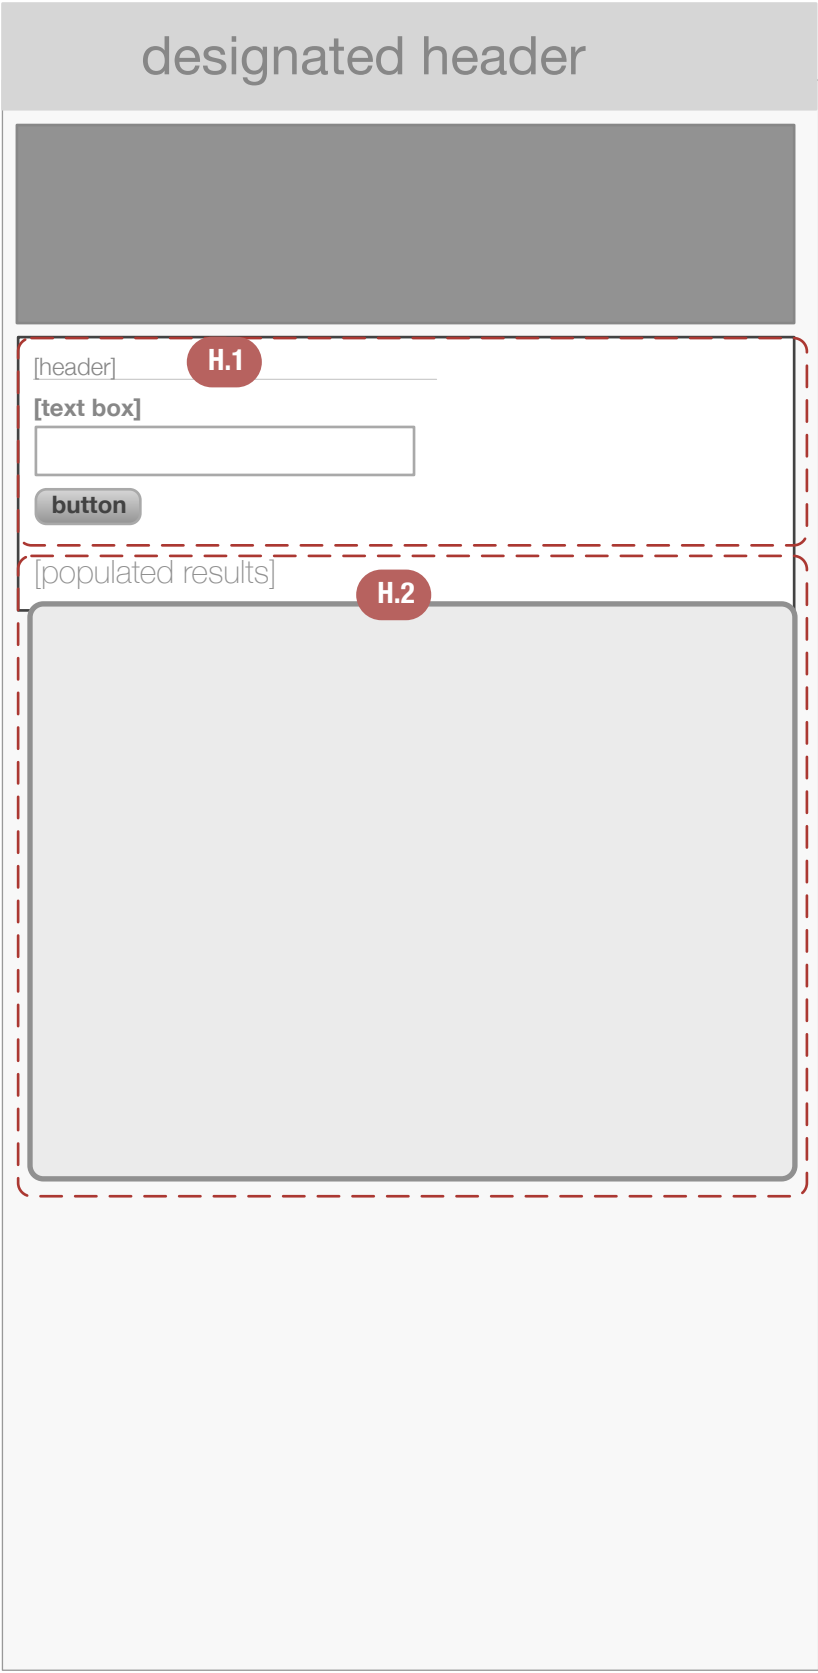 designated header
[header]
H.1
[text box]
button
[populated results]
H.2